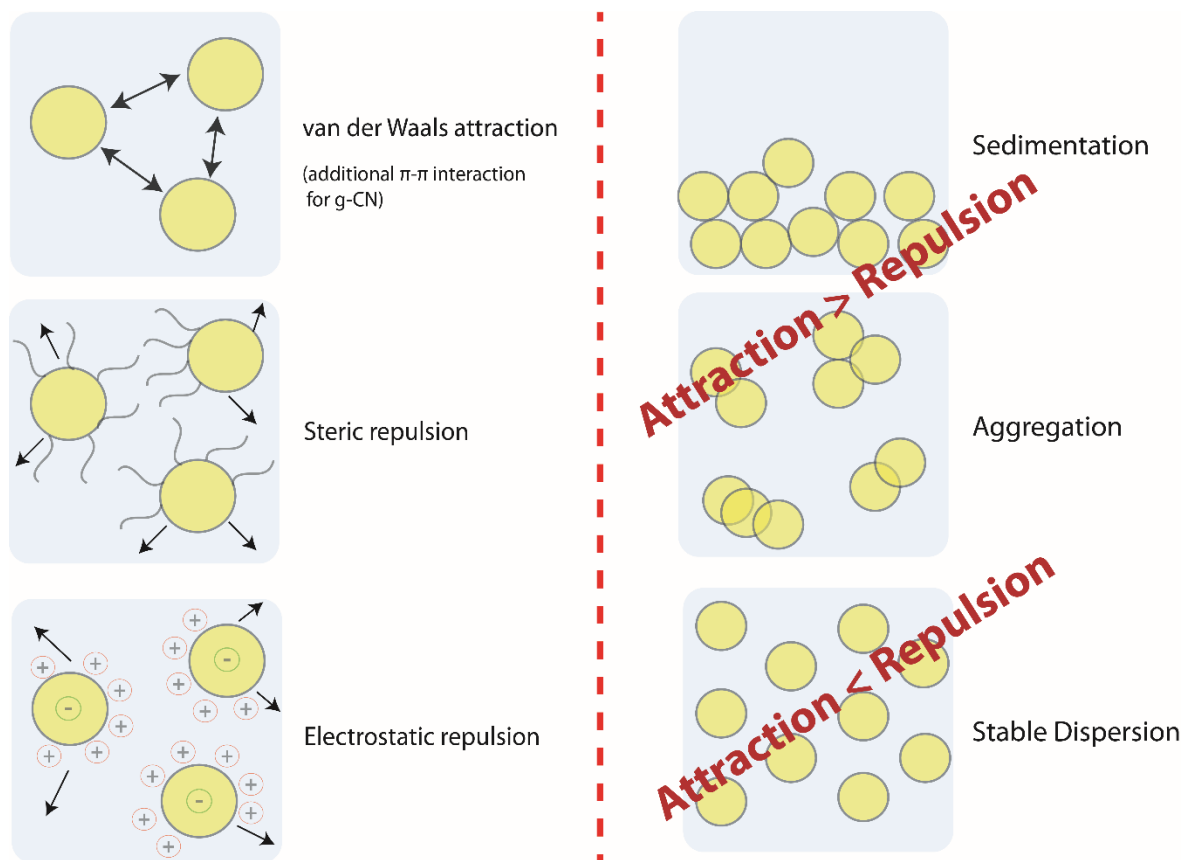 van der Waals attraction
(additional π-π interaction
for g-CN)
Steric repulsion
+
+
+
+
+
+
+
+
+
-
-
+
+
+
+
+
+
+
+
+
+
+
-
Electrostatic repulsion
Sedimentation
Attraction > Repulsion
Aggregation
Attraction < Repulsion
Stable Dispersion